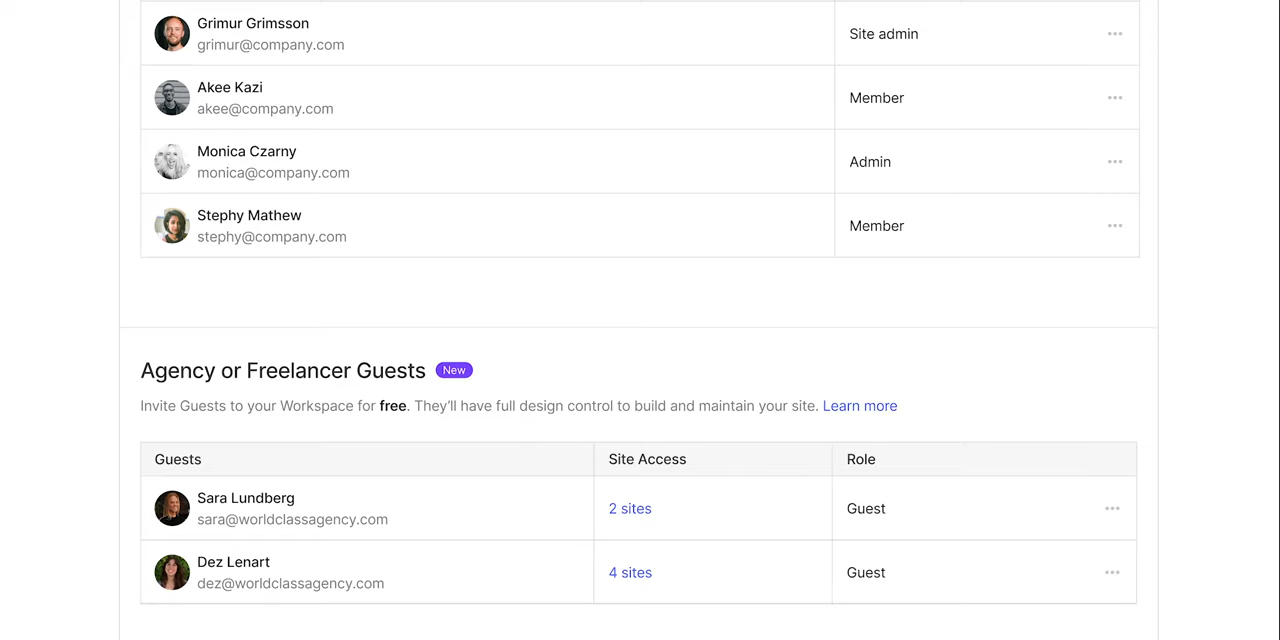 Grimur Grimsson
grimur@company.com
Site admin
Akee Kazi
akee@company.com
Member
Monica Czarny
monica@company.com
Admin
Stephy Mathew
stephy@company.com
Member
Agency or Freelancer Guests New
Invite Guests to your Workspace for free. They’ll have full design control to build and maintain your site. Learn more
Guests Site Access Role
Sara Lundberg
sara@worldclassagency.com
2 sites
Guest
Dez Lenart
dez@worldclassagency.com
4 sites
Guest